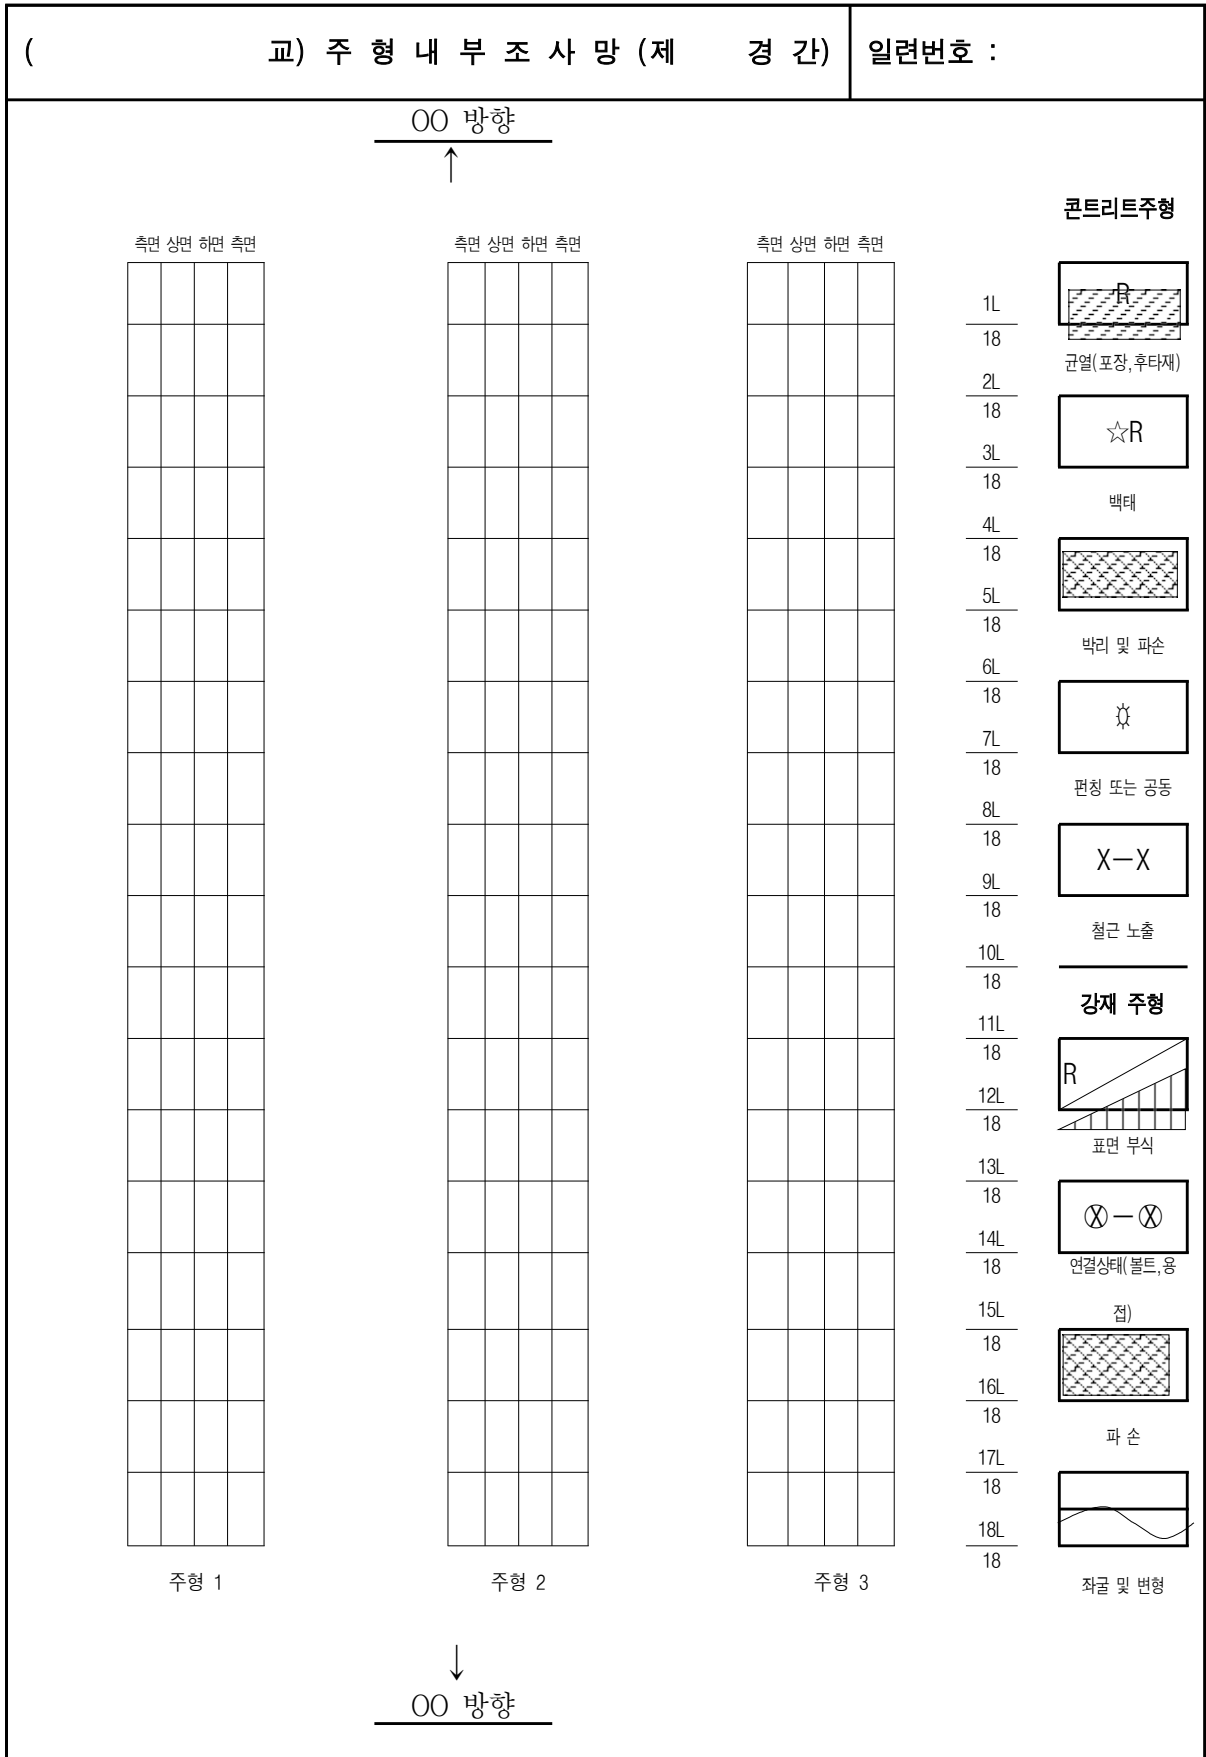 ( 교) 주 형 내 부 조 사 망 (제 경 간) 일련번호 :
OO 방향
↑
콘트리트주형
측면 상면 하면 측면 측면 상면 하면 측면 측면 상면 하면 측면
1L
18
2L
18
3L
18
4L
18
5L
18
6L
18
7L
18
8L
18
9L
18
10L
18
11L
18
12L
18
13L
18
14L
18
15L
18
16L
18
17L
18
18L
18
R
균열(포장,후타재)
☆R
백태
박리 및 파손
펀칭 또는 공동
X—X
철근 노출
강재 주형
R
표면 부식
Ⓧ—Ⓧ
연결상태(볼트,용
접)
파 손
좌굴 및 변형
주형 1 주형 2 주형 3
↓
OO 방향